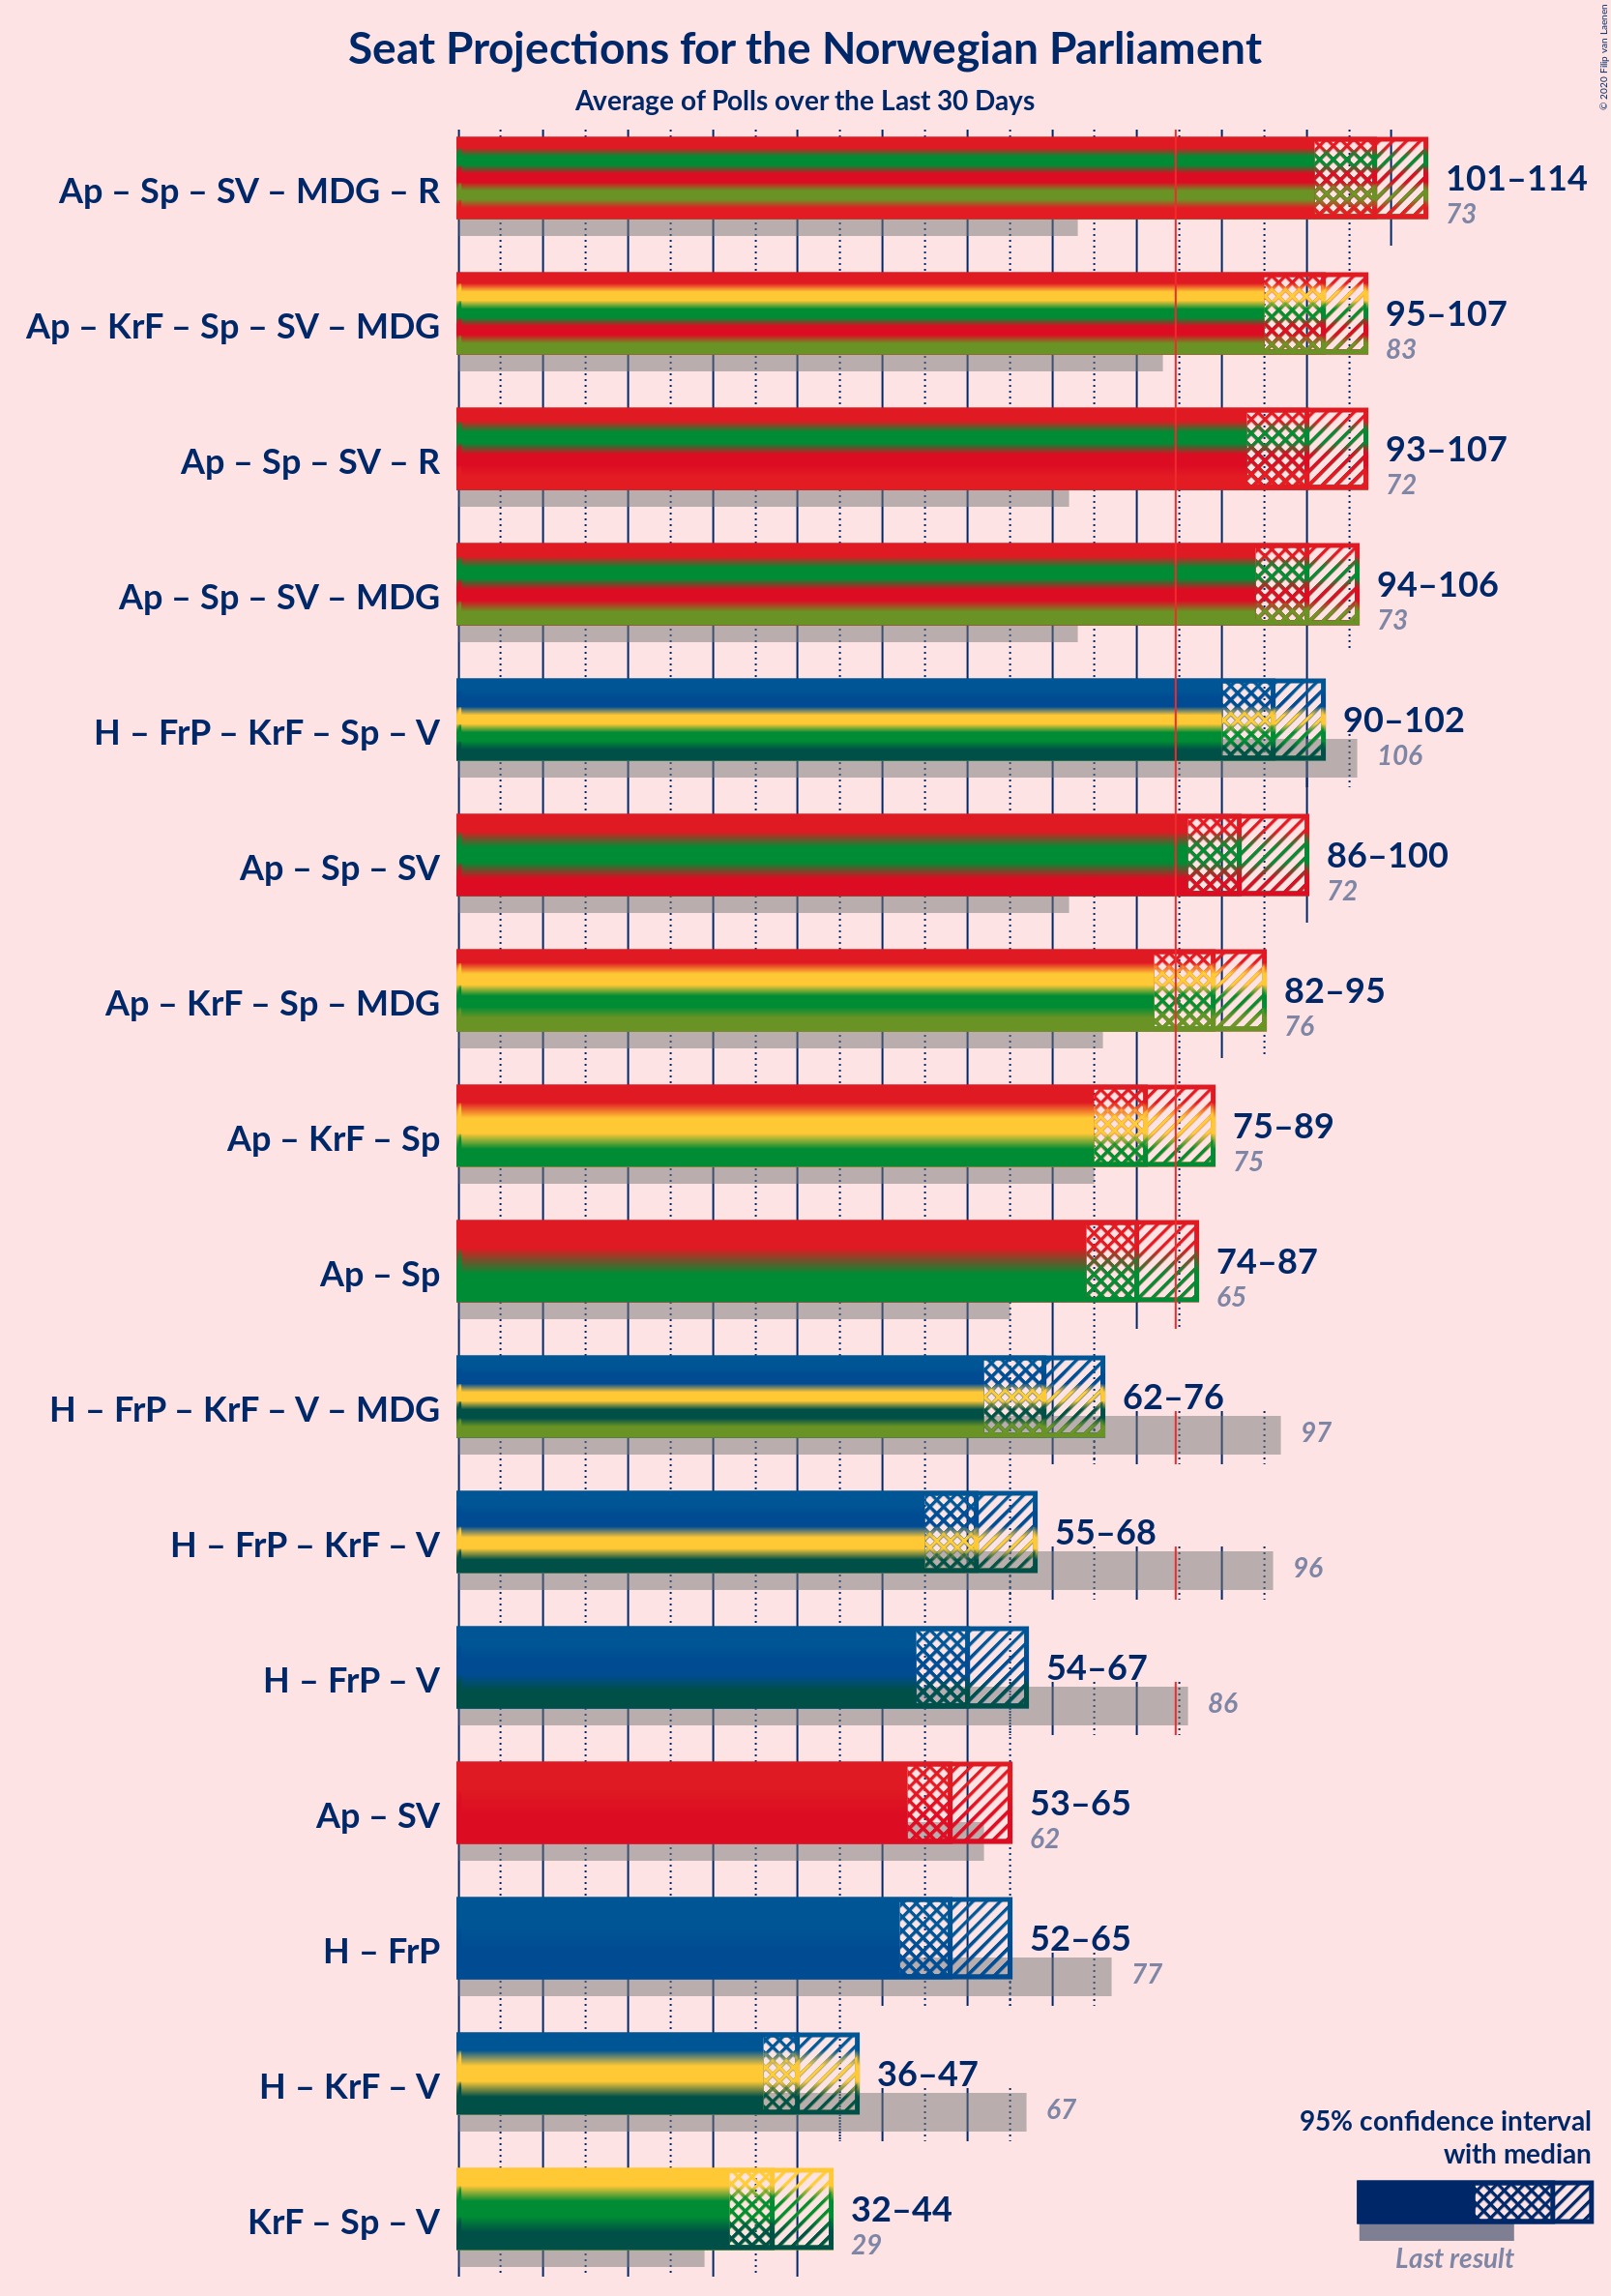 Seat Projections for the Norwegian Parliament
Average of Polls over the Last 30 Days
© 2020 Filip van Laenen
Ap – Sp – SV – MDG – R
101–114
73
Ap – KrF – Sp – SV – MDG
95–107
83
Ap – Sp – SV – R
93–107
72
Ap – Sp – SV – MDG
94–106
73
H – FrP – KrF – Sp – V
90–102
106
Ap – Sp – SV
86–100
72
Ap – KrF – Sp – MDG
82–95
76
Ap – KrF – Sp
75–89
75
Ap – Sp
74–87
65
H – FrP – KrF – V – MDG
62–76
97
H – FrP – KrF – V
55–68
96
H – FrP – V
54–67
86
Ap – SV
53–65
62
H – FrP
52–65
77
H – KrF – V
36–47
67
KrF – Sp – V
32–44
29
95% confidence interval
with median
Last result